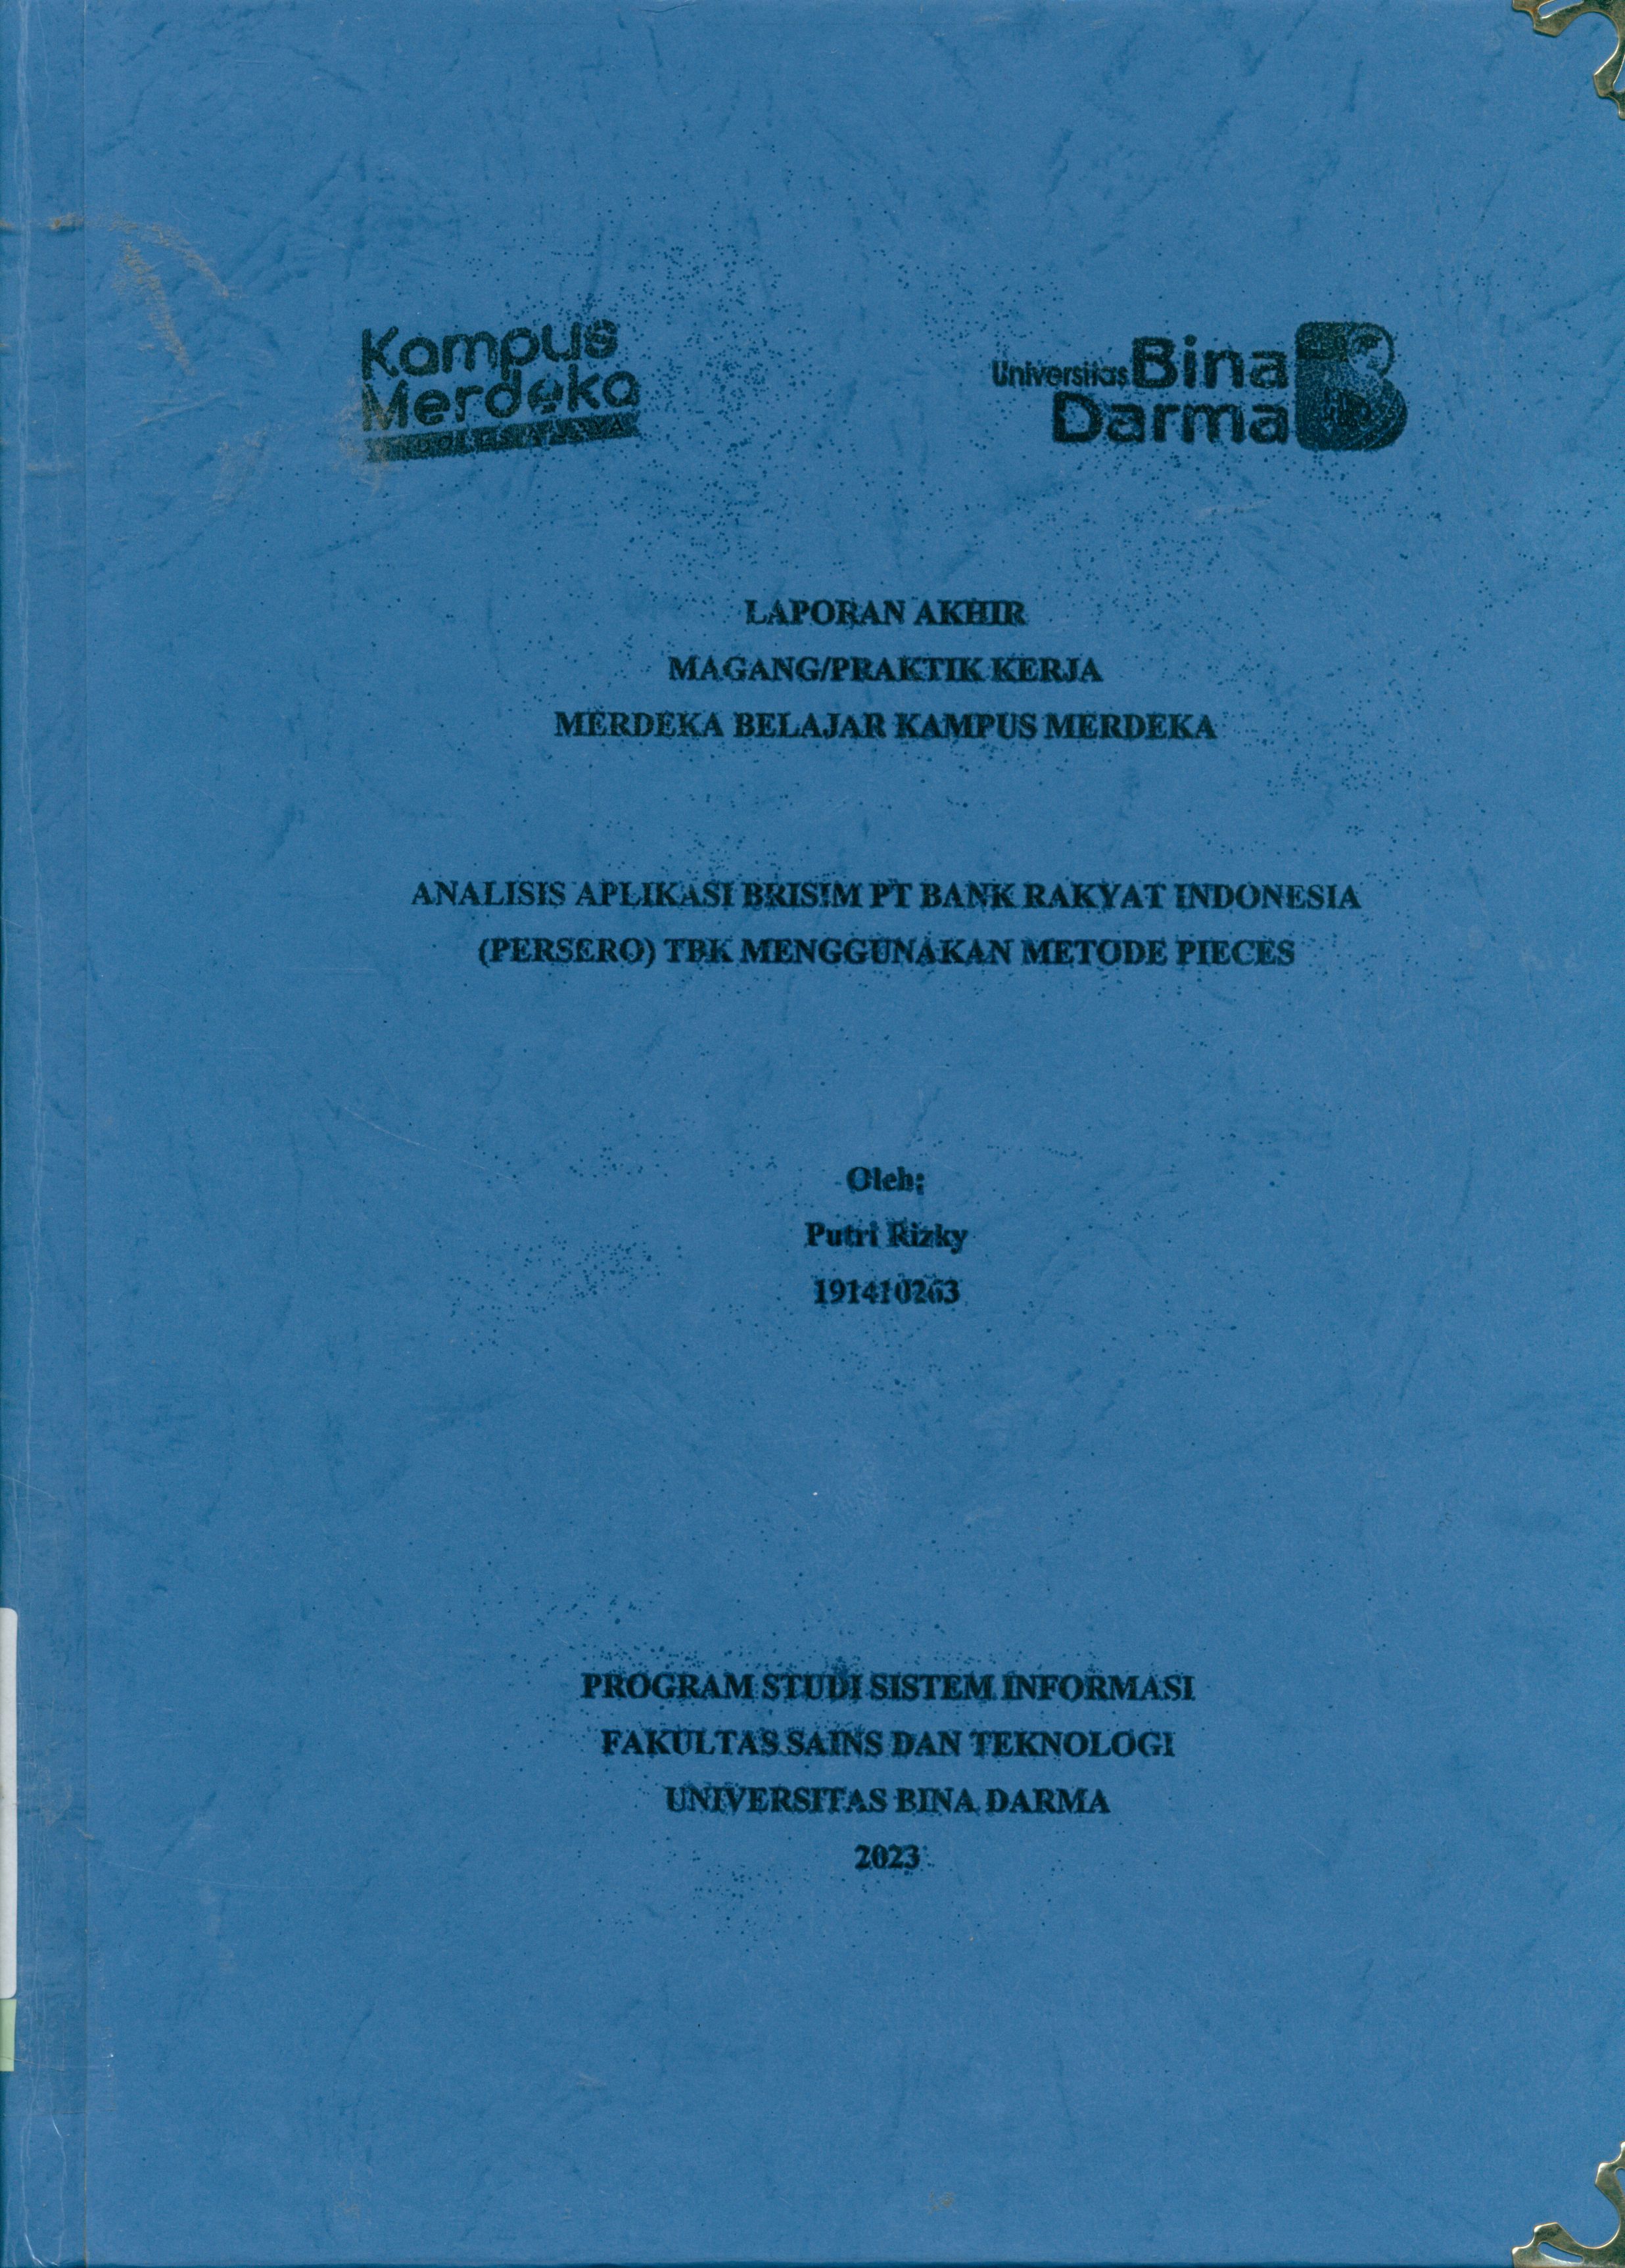 Kampus
Merdeka
INDONESIA JAYA
Universitas Bina
Darma
LAPORAN AKHIR
MAGANG/PRAKTIK KERJA
MERDEKA BELAJAR KAMPUS MERDEKA
ANALISIS APLIKASI BRISIM PT BANK RAKYAT INDONESIA
(PERSERO) TBK MENGGUNAKAN METODE PIECES
Oleh:
Putri Rizky
191410263
PROGRAM STUDI SISTEM INFORMASI
FAKULTAS SAINS DAN TEKNOLOGI
UNIVERSITAS BINA DARMA
2023